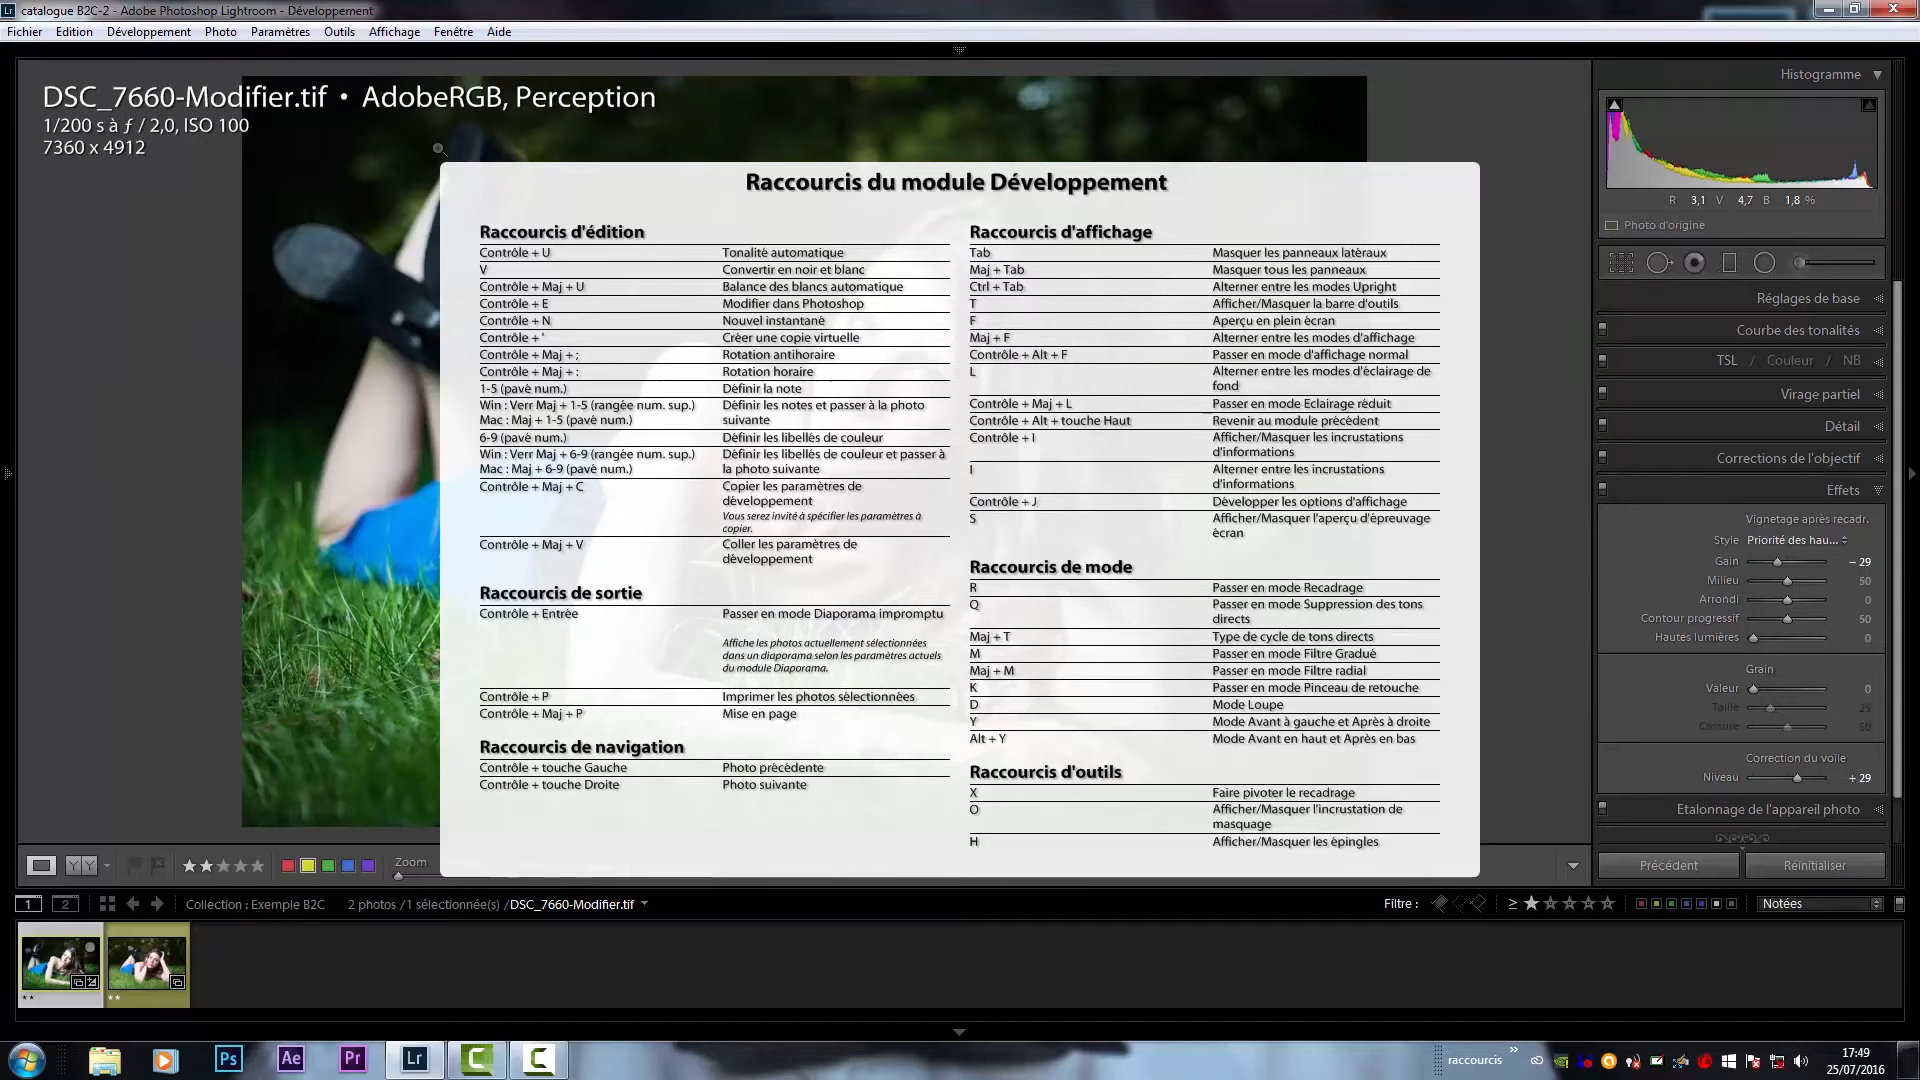 catalogue B2C-2 - Adobe Photoshop Lightroom - Développement
Fichier Edition Développement Photo Paramètres Outils Affichage Fenêtre Aide
DSC_7660-Modifier.tif • AdobeRGB, Perception
1/200 s à ƒ / 2,0, ISO 100
7360 x 4912
Raccourcis du module Développement
Raccourcis d'édition
Contrôle + U Tonalité automatique
V Convertir en noir et blanc
Contrôle + Maj + U Balance des blancs automatique
Contrôle + E Modifier dans Photoshop
Contrôle + N Nouvel instantané
Contrôle + ' Créer une copie virtuelle
Contrôle + Maj + ; Rotation antihoraire
Contrôle + Maj + : Rotation horaire
1-5 (pavé num.) Définir la note
Win : Verr Maj + 1-5 (rangée num. sup.) Définir les notes et passer à la photo
Mac : Maj + 1-5 (pavé num.) suivante
6-9 (pavé num.) Définir les libellés de couleur
Win : Verr Maj + 6-9 (rangée num. sup.) Définir les libellés de couleur et passer à
Mac : Maj + 6-9 (pavé num.) la photo suivante
Contrôle + Maj + C Copier les paramètres de
développement
Vous serez invité à spécifier les paramètres à
copier.
Contrôle + Maj + V Coller les paramètres de
développement
Raccourcis de sortie
Contrôle + Entrée Passer en mode Diaporama impromptu
Affiche les photos actuellement sélectionnées
dans un diaporama selon les paramètres actuels
du module Diaporama.
Contrôle + P Imprimer les photos sélectionnées
Contrôle + Maj + P Mise en page
Raccourcis de navigation
Contrôle + touche Gauche Photo précédente
Contrôle + touche Droite Photo suivante
Raccourcis d'affichage
Tab Masquer les panneaux latéraux
Maj + Tab Masquer tous les panneaux
Ctrl + Tab Alterner entre les modes Upright
T Afficher/Masquer la barre d'outils
F Aperçu en plein écran
Maj + F Alterner entre les modes d'affichage
Contrôle + Alt + F Passer en mode d'affichage normal
L Alterner entre les modes d'éclairage de
fond
Contrôle + Maj + L Passer en mode Eclairage réduit
Contrôle + Alt + touche Haut Revenir au module précédent
Contrôle + I Afficher/Masquer les incrustations
d'informations
I Alterner entre les incrustations
d'informations
Contrôle + J Développer les options d'affichage
S Afficher/Masquer l'aperçu d'épreuvage
écran
Raccourcis de mode
R Passer en mode Recadrage
Q Passer en mode Suppression des tons
directs
Maj + T Type de cycle de tons directs
M Passer en mode Filtre Gradué
Maj + M Passer en mode Filtre radial
K Passer en mode Pinceau de retouche
D Mode Loupe
Y Mode Avant à gauche et Après à droite
Alt + Y Mode Avant en haut et Après en bas
Raccourcis d'outils
X Faire pivoter le recadrage
O Afficher/Masquer l'incrustation de
masquage
H Afficher/Masquer les épingles
Histogramme
R 3,1 V 4,7 B 1,8 %
Photo d'origine
Réglages de base
Courbe des tonalités
TSL / Couleur / NB
Virage partiel
Détail
Corrections de l'objectif
Effets
Vignetage après recadr.
Style Priorité des hau...
Gain − 29
Milieu 50
Arrondi 0
Contour progressif 50
Hautes lumières 0
Grain
Valeur 0
Taille 25
Cassure 50
Correction du voile
Niveau + 29
Etalonnage de l'appareil photo
Précédent Réinitialiser
Y Y Zoom
1 2 Collection : Exemple B2C 2 photos /1 sélectionnée(s) /DSC_7660-Modifier.tif Filtre : ≥ Notées
Ps Ae Pr Lr C C raccourcis » 17:49
25/07/2016